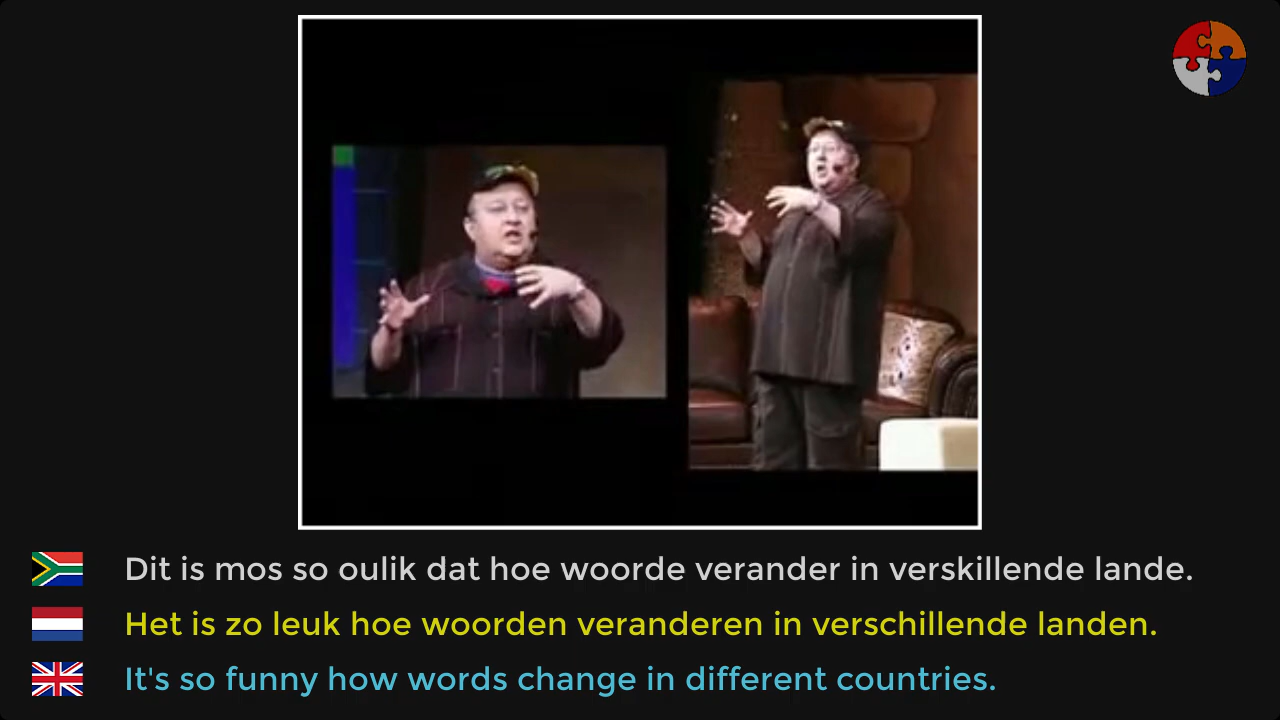 Dit is mos so oulik dat hoe woorde verander in verskillende lande.
Het is zo leuk hoe woorden veranderen in verschillende landen.
It's so funny how words change in different countries.